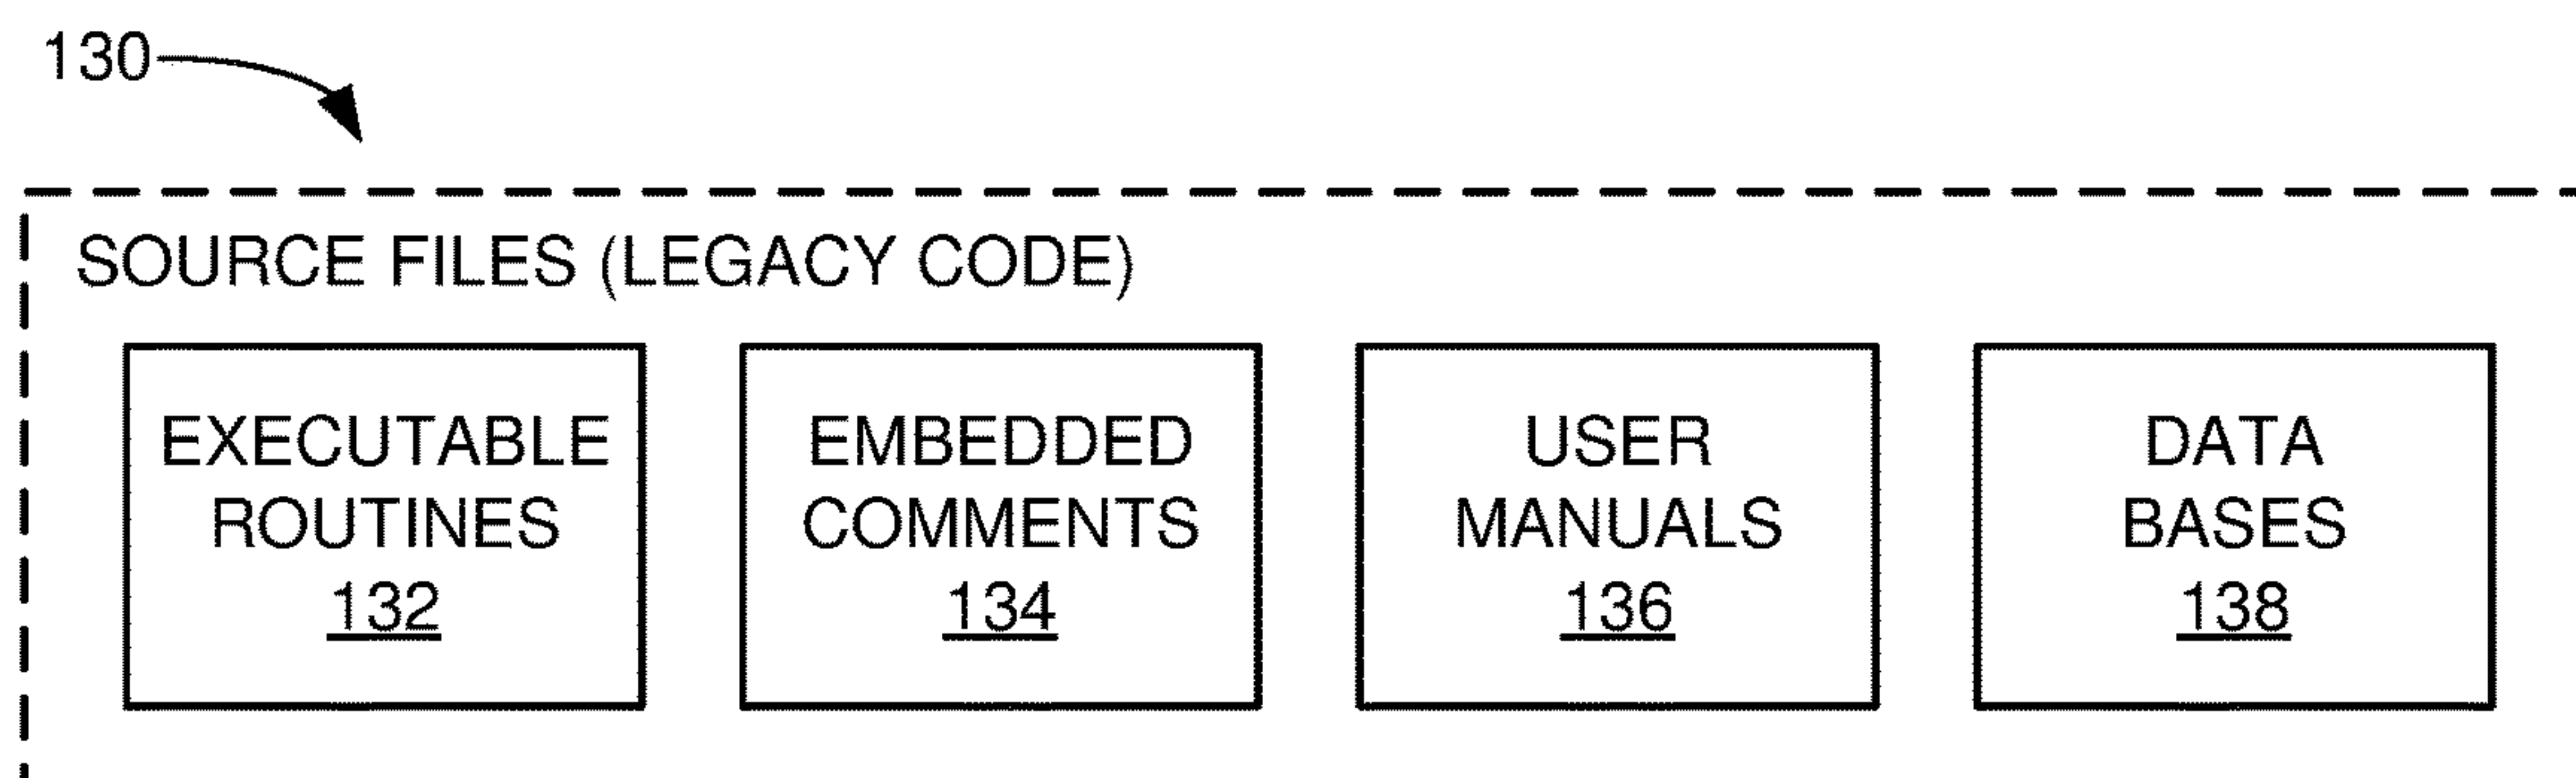 130
SOURCE FILES (LEGACY CODE)
EXECUTABLE
ROUTINES
132
EMBEDDED
COMMENTS
134
USER
MANUALS
136
DATA
BASES
138